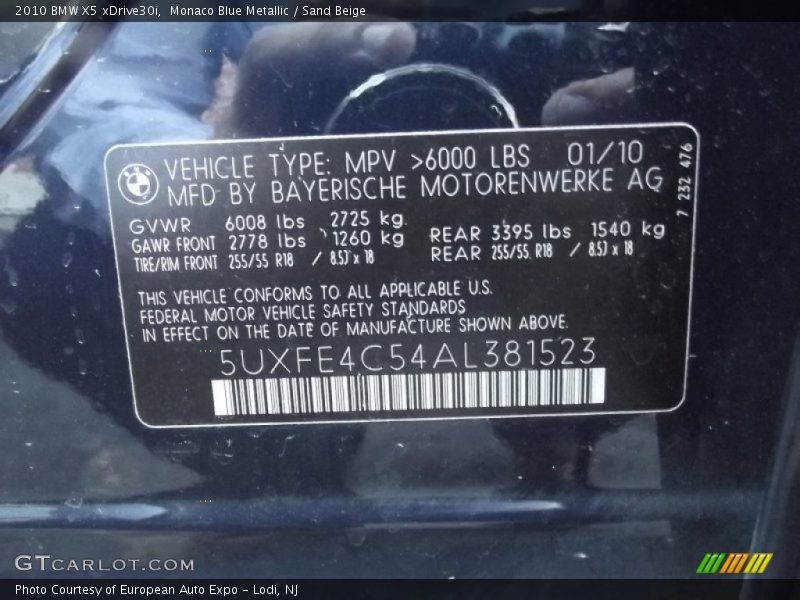 2010 BMW X5 xDrive30i, Monaco Blue Metallic / Sand Beige
VEHICLE TYPE: MPV >6000 LBS 01/10
MFD BY BAYERISCHE MOTORENWERKE AG
7 232 476
GVWR 6008 lbs 2725 kg
GAWR FRONT 2778 lbs 1260 kg REAR 3395 lbs 1540 kg
TIRE/RIM FRONT 255/55 R18 / 8.5J x 18 REAR 255/55 R18 / 8.5J x 18
THIS VEHICLE CONFORMS TO ALL APPLICABLE U.S.
FEDERAL MOTOR VEHICLE SAFETY STANDARDS
IN EFFECT ON THE DATE OF MANUFACTURE SHOWN ABOVE.
5UXFE4C54AL381523
GTCARLOT.COM
Photo Courtesy of European Auto Expo - Lodi, NJ